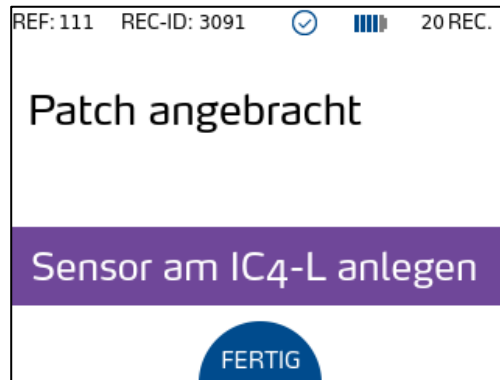 REF: 111 REC-ID: 3091 20 REC.
Patch angebracht
Sensor am IC4-L anlegen
FERTIG